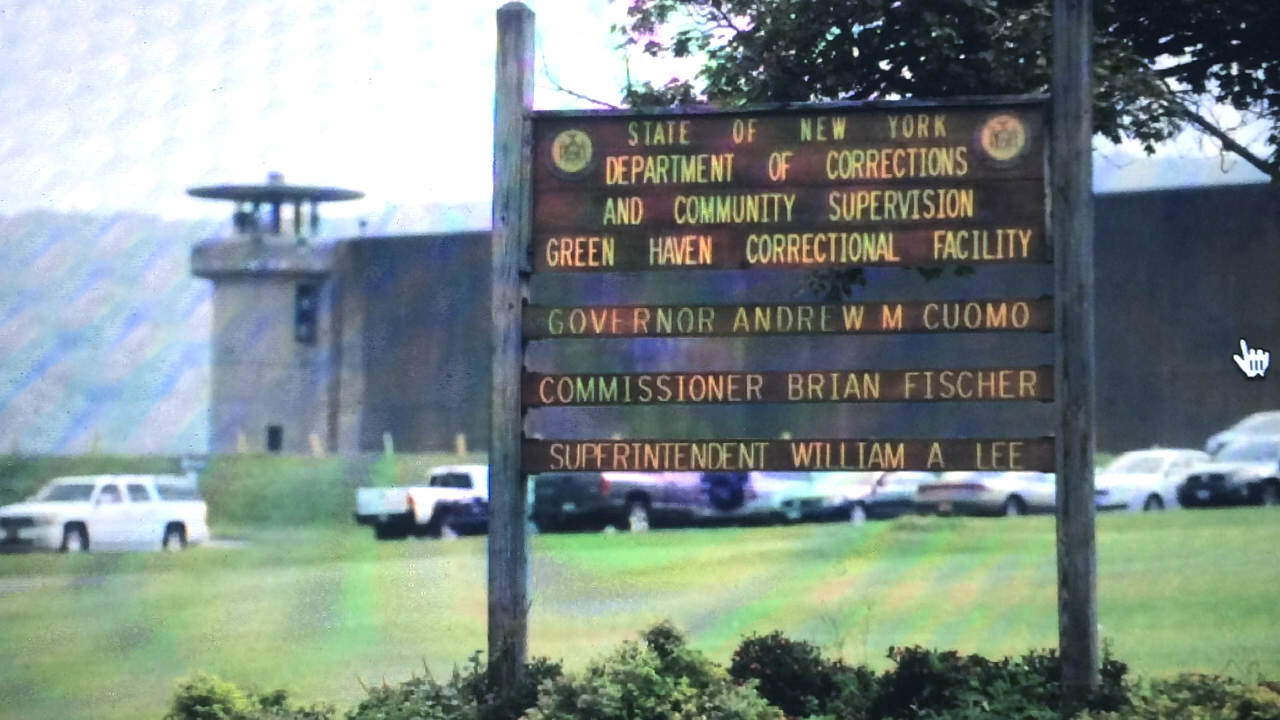 STATE OF NEW YORK
DEPARTMENT OF CORRECTIONS
AND COMMUNITY SUPERVISION
GREEN HAVEN CORRECTIONAL FACILITY
GOVERNOR ANDREW M CUOMO
COMMISSIONER BRIAN FISCHER
SUPERINTENDENT WILLIAM A LEE